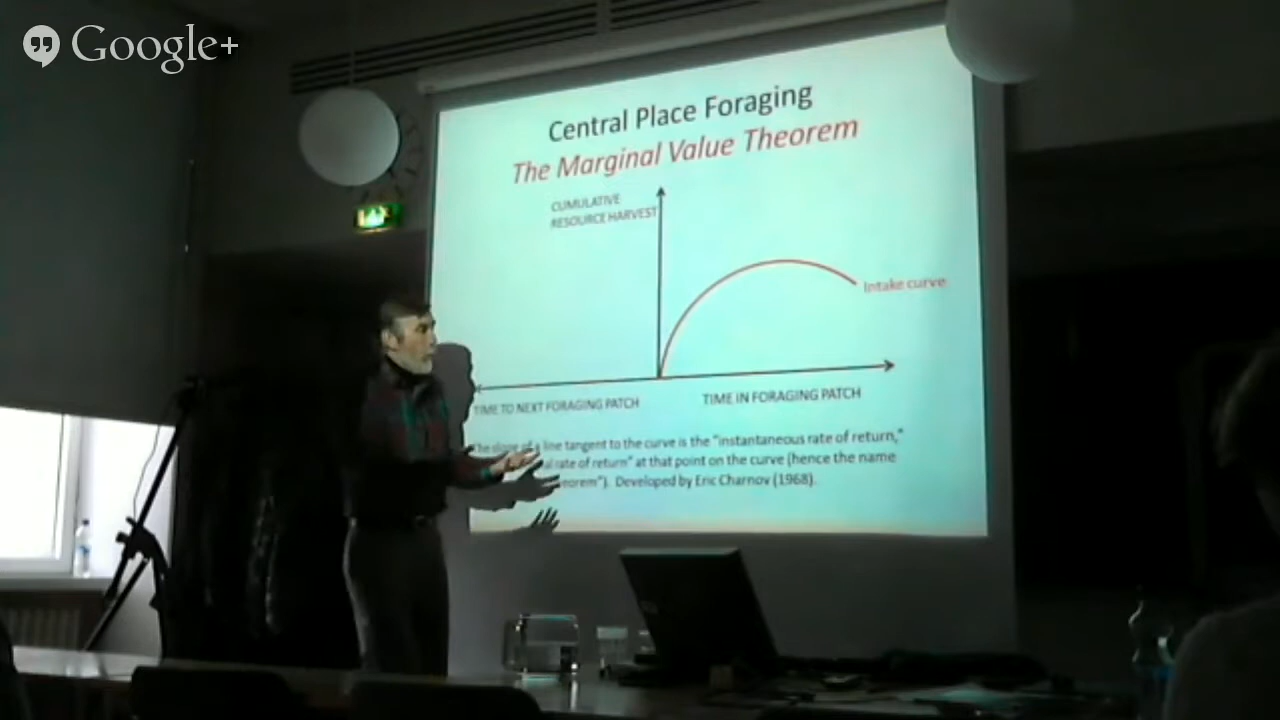 Google+
Central Place Foraging
The Marginal Value Theorem
CUMULATIVE
RESOURCE HARVEST
Intake curve
TIME TO NEXT FORAGING PATCH
TIME IN FORAGING PATCH
The slope of a line tangent to the curve is the "instantaneous rate of return,"
rate of return" at that point on the curve (hence the name
Developed by Eric Charnov (1968).